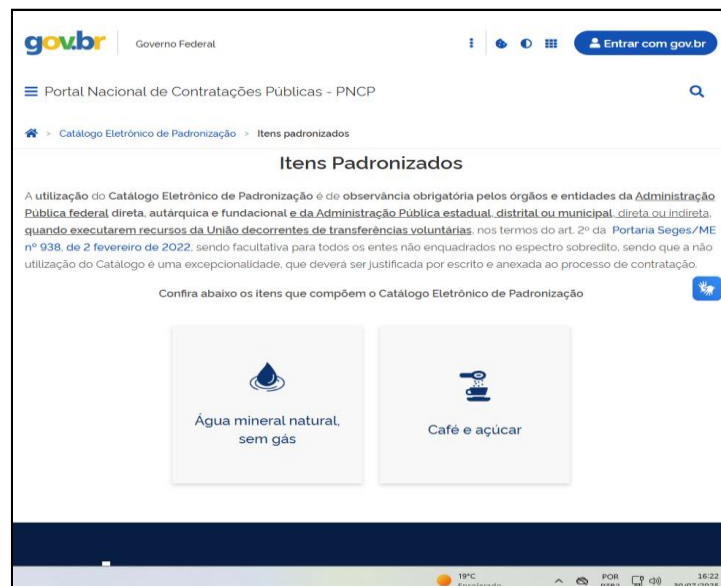 gov.br Governo Federal Entrar com gov.br
Portal Nacional de Contratações Públicas - PNCP
Catálogo Eletrônico de Padronização > Itens padronizados
Itens Padronizados
A utilização do Catálogo Eletrônico de Padronização é de observância obrigatória pelos órgãos e entidades da Administração
Pública federal direta, autárquica e fundacional e da Administração Pública estadual, distrital ou municipal, direta ou indireta,
quando executarem recursos da União decorrentes de transferências voluntárias, nos termos do art. 2º da Portaria Seges/ME
nº 938, de 2 fevereiro de 2022, sendo facultativa para todos os entes não enquadrados no espectro sobredito, sendo que a não
utilização do Catálogo é uma excepcionalidade, que deverá ser justificada por escrito e anexada ao processo de contratação.
Confira abaixo os itens que compõem o Catálogo Eletrônico de Padronização
Água mineral natural,
sem gás
Café e açúcar
19°C POR 16:22
Ensolarado PTB2 30/07/2025